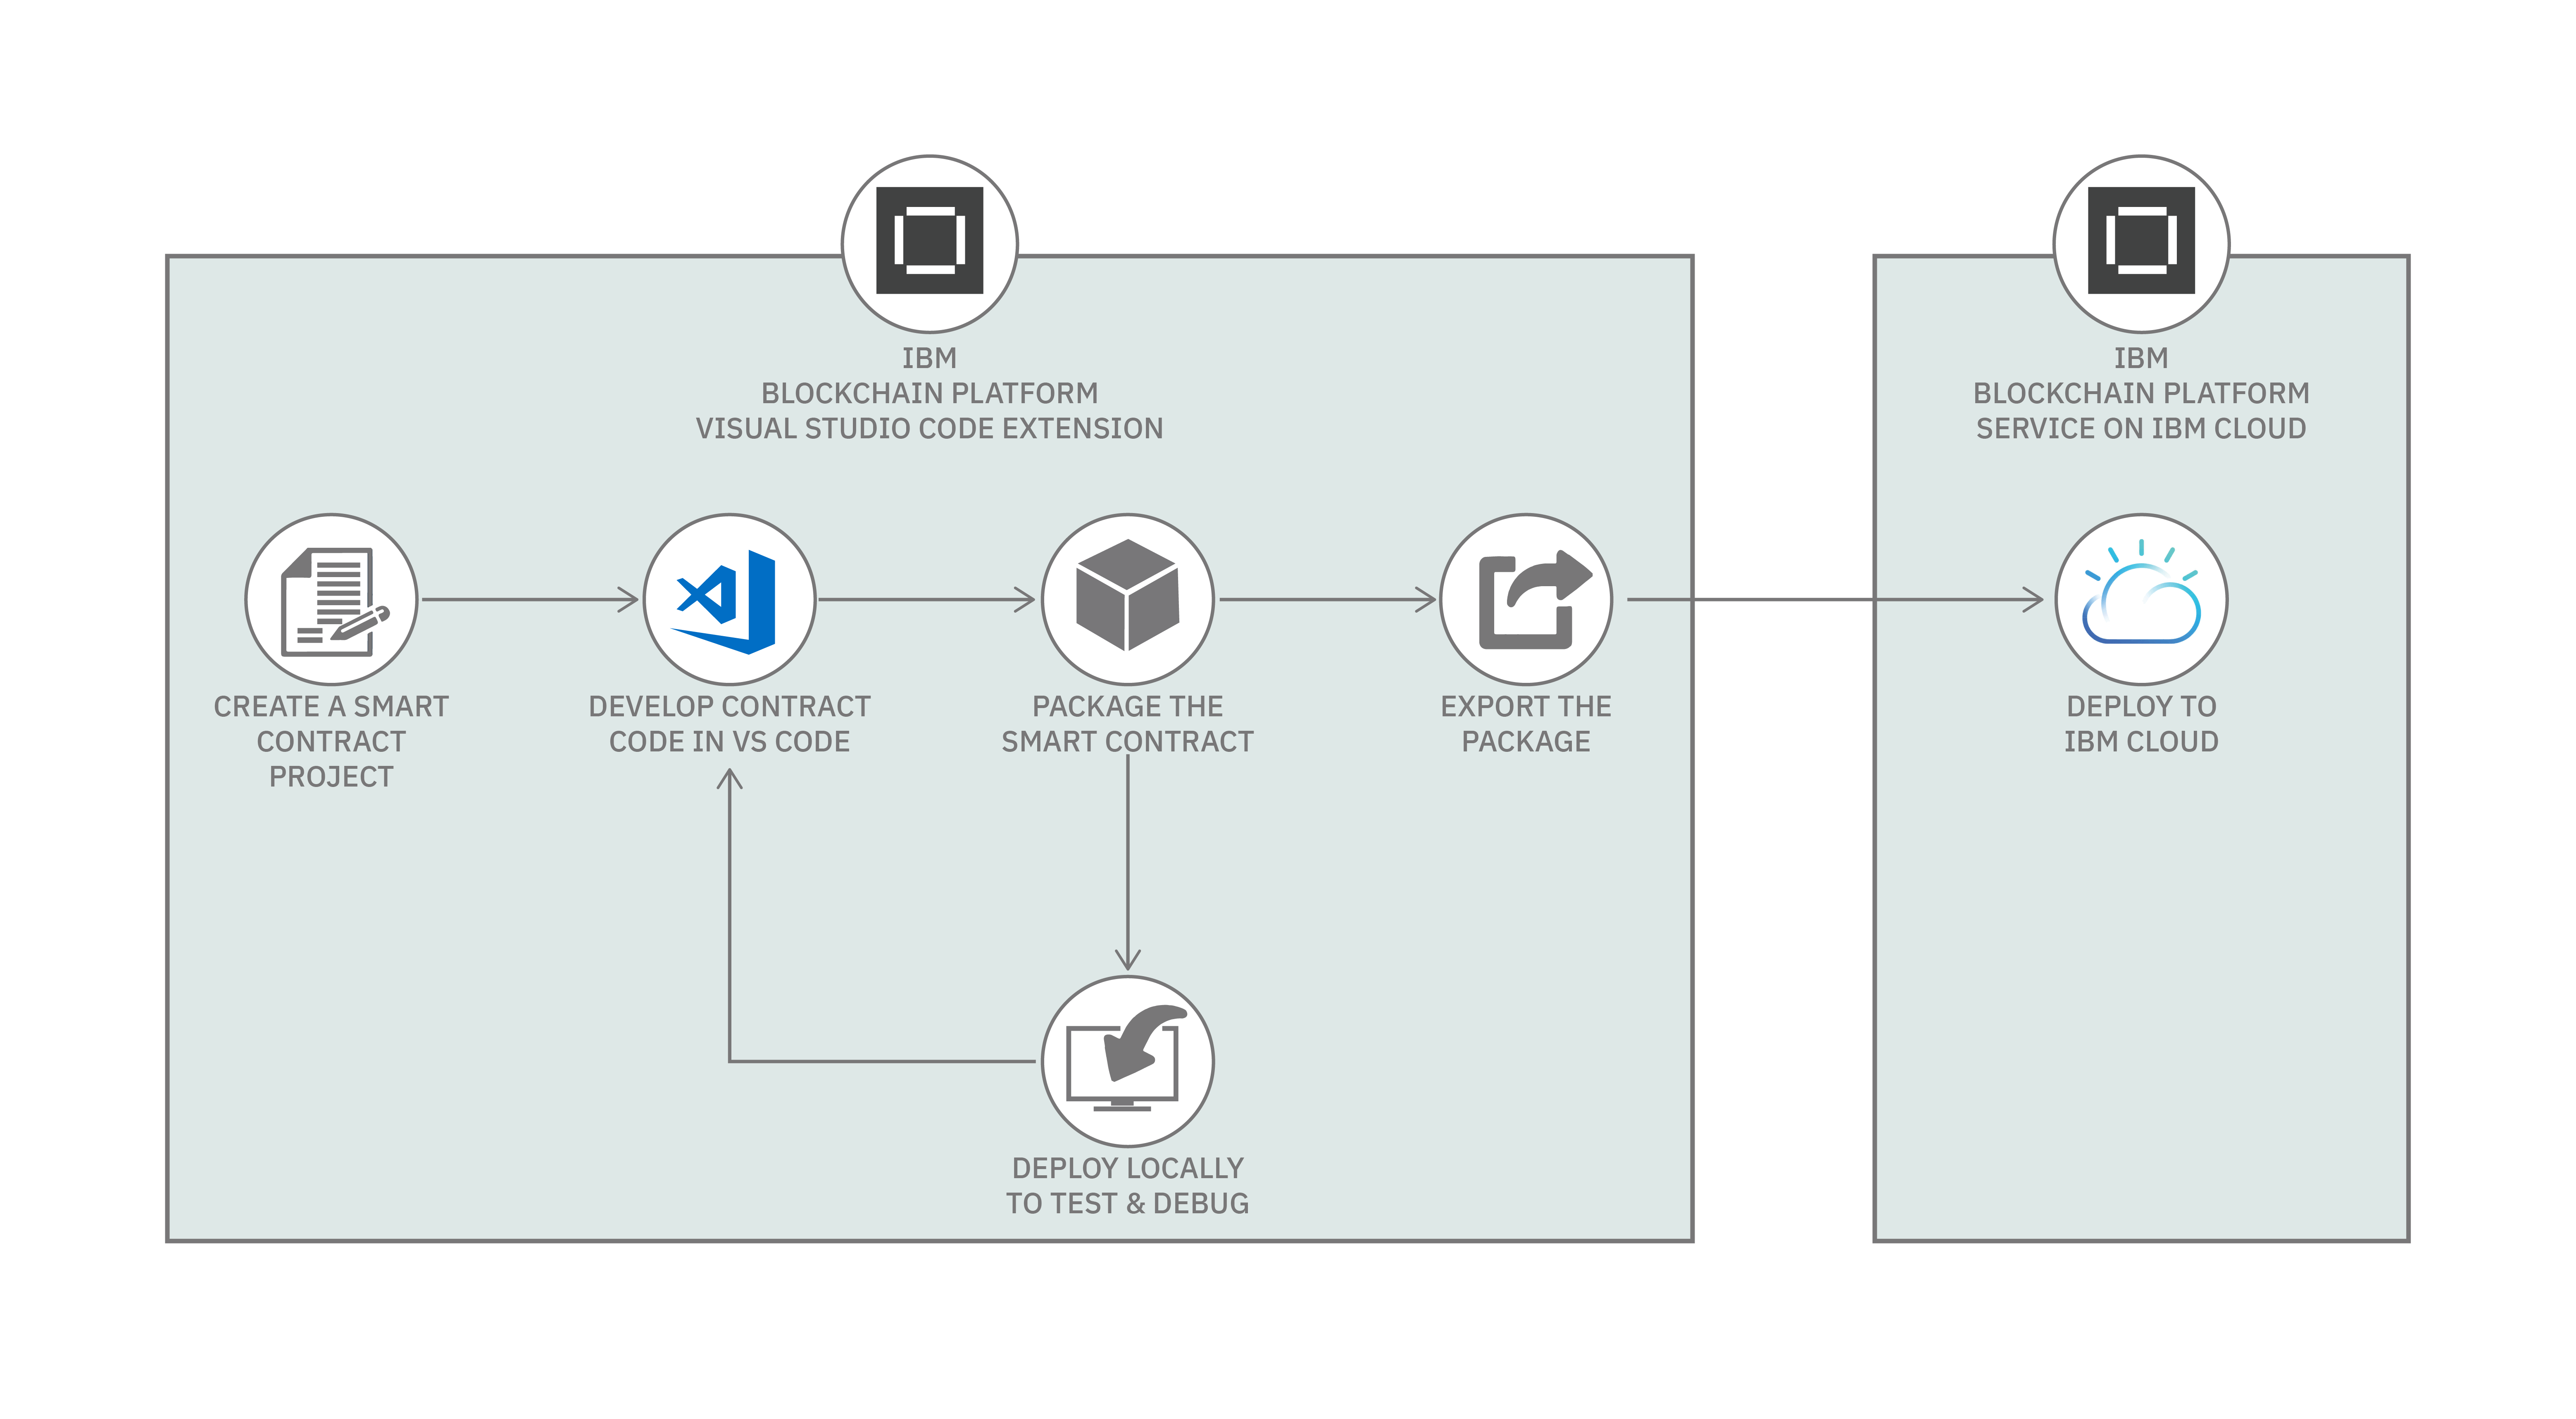 IBM
BLOCKCHAIN PLATFORM
VISUAL STUDIO CODE EXTENSION
IBM
BLOCKCHAIN PLATFORM
SERVICE ON IBM CLOUD
CREATE A SMART
CONTRACT
PROJECT
DEVELOP CONTRACT
CODE IN VS CODE
PACKAGE THE
SMART CONTRACT
EXPORT THE
PACKAGE
DEPLOY TO
IBM CLOUD
DEPLOY LOCALLY
TO TEST & DEBUG